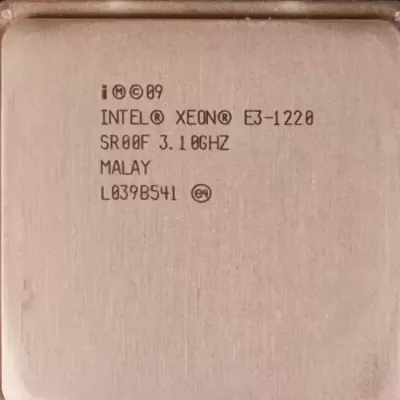 i Ⓜ©09
INTEL® XEON® E3-1220
SR00F 3.10GHZ
MALAY
L039B541 e4